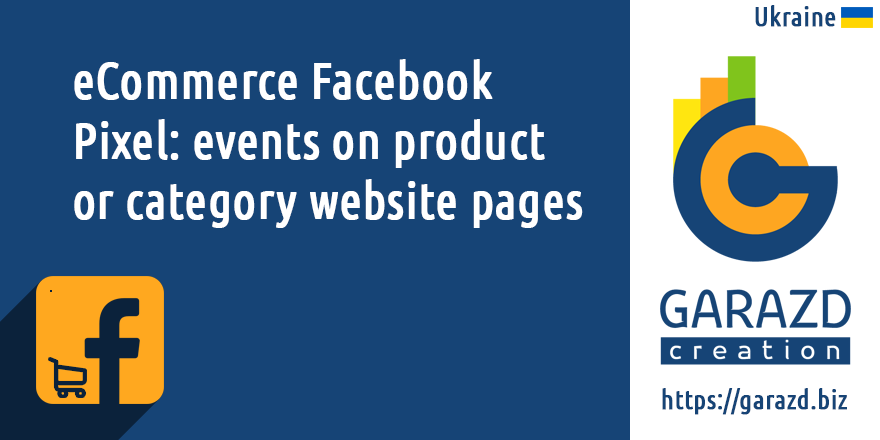 Ukraine
eCommerce Facebook
Pixel: events on product
or category website pages
f
GARAZD
creation
https://garazd.biz